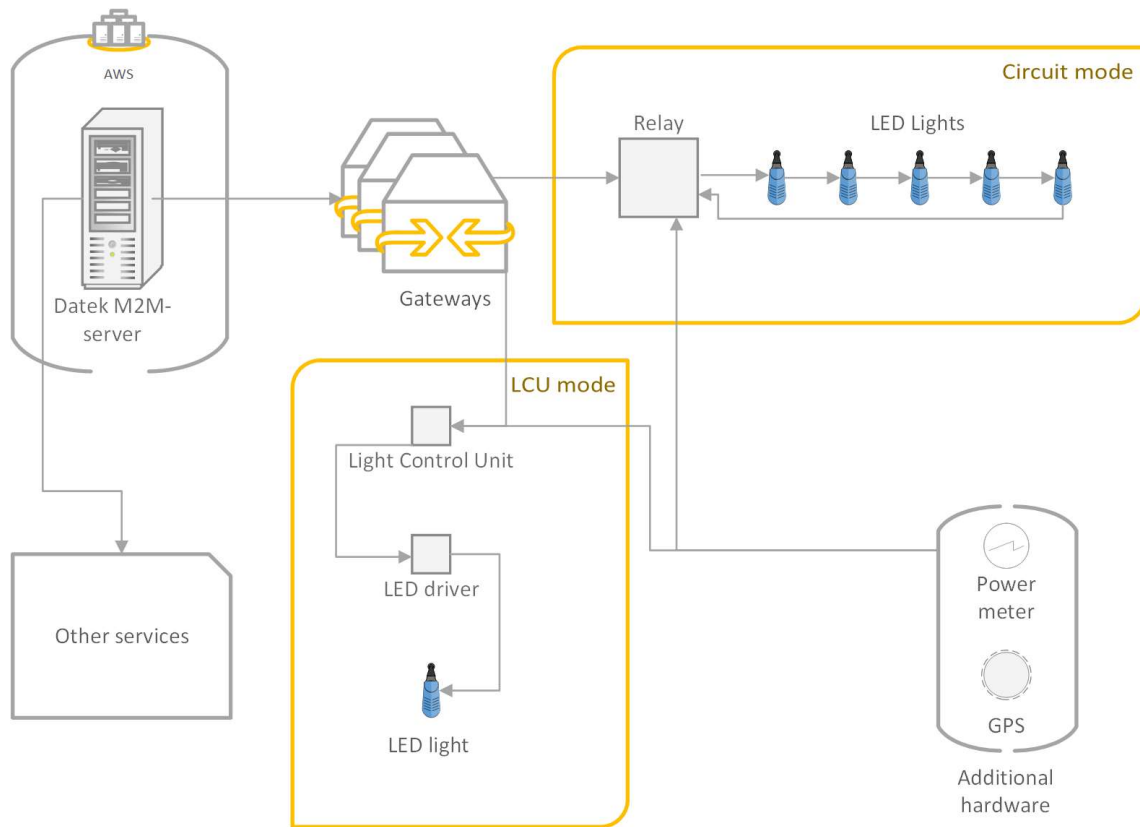 AWS
Datek M2M-
server
Gateways
Circuit mode
Relay
LED Lights
LCU mode
Light Control Unit
LED driver
LED light
Other services
Power
meter
GPS
Additional
hardware